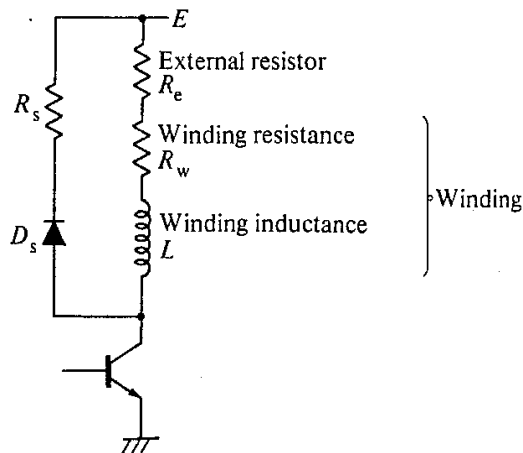 E
External resistor
R_e
R_s
Winding resistance
R_w
Winding
Winding inductance
L
D_s